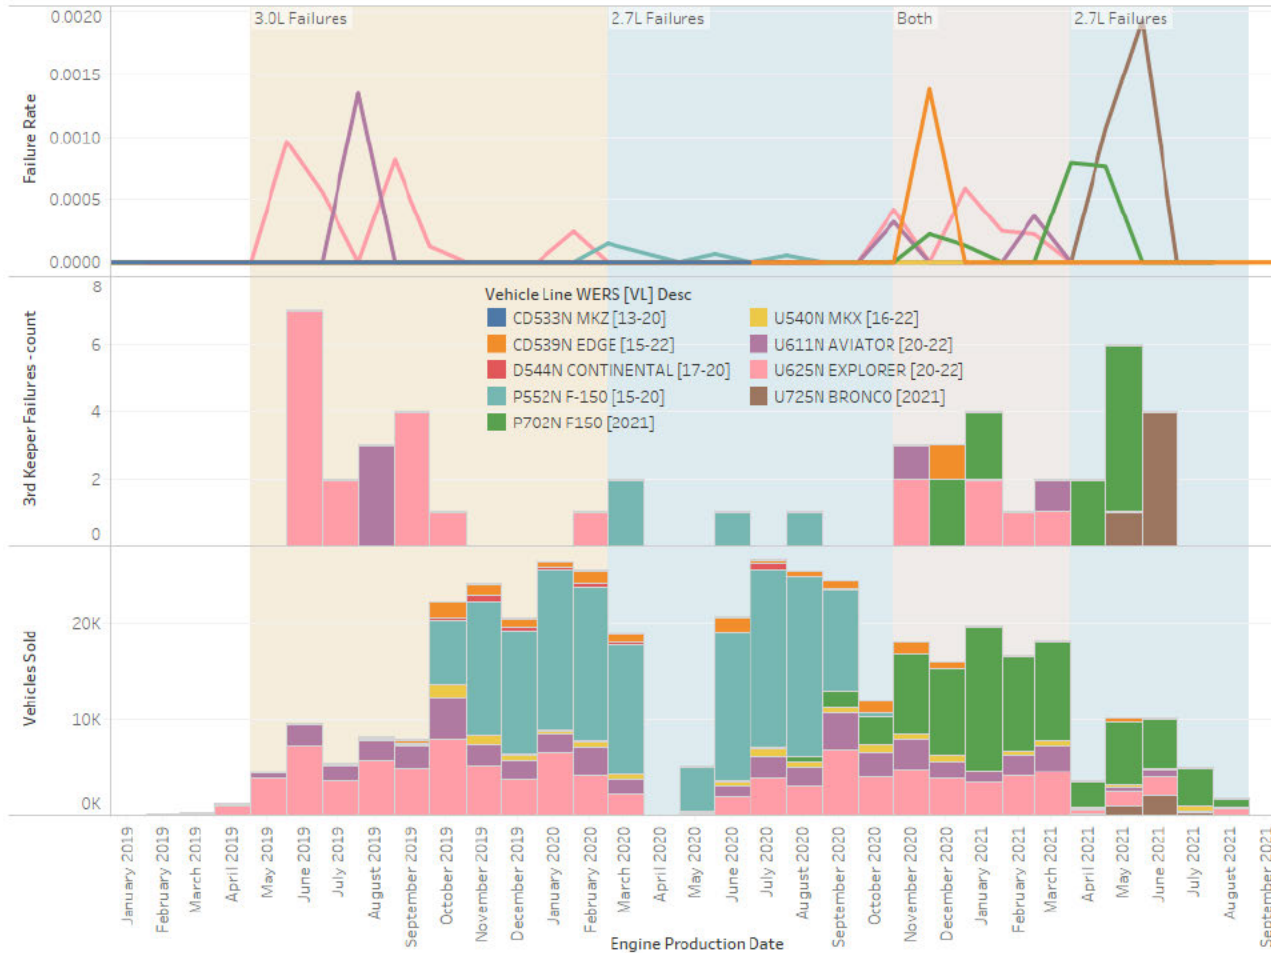 3.0L Failures
2.7L Failures
Both
2.7L Failures
Failure Rate
0.0020
0.0015
0.0010
0.0005
0.0000
3rd Keeper Failures -count
8
6
4
2
0
Vehicle Line WERS [VL] Desc
CD533N MKZ [13-20]
CD539N EDGE [15-22]
D544N CONTINENTAL [17-20]
P552N F-150 [15-20]
P702N F150 [2021]
U540N MKX [16-22]
U611N AVIATOR [20-22]
U625N EXPLORER [20-22]
U725N BRONCO [2021]
Vehicles Sold
20K
10K
0K
January 2019
February 2019
March 2019
April 2019
May 2019
June 2019
July 2019
August 2019
September 2019
October 2019
November 2019
December 2019
January 2020
February 2020
March 2020
April 2020
May 2020
June 2020
July 2020
August 2020
September 2020
October 2020
November 2020
December 2020
January 2021
February 2021
March 2021
April 2021
May 2021
June 2021
July 2021
August 2021
September 2021
Engine Production Date